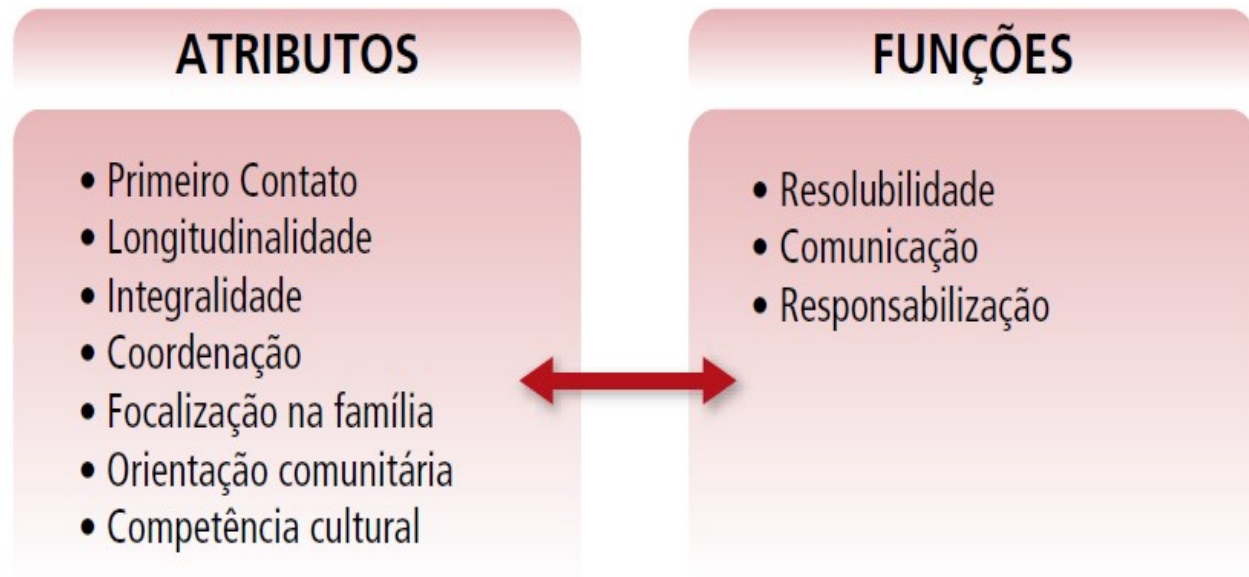 ATRIBUTOS
• Primeiro Contato
• Longitudinalidade
• Integralidade
• Coordenação
• Focalização na família
• Orientação comunitária
• Competência cultural
FUNÇÕES
• Resolubilidade
• Comunicação
• Responsabilização